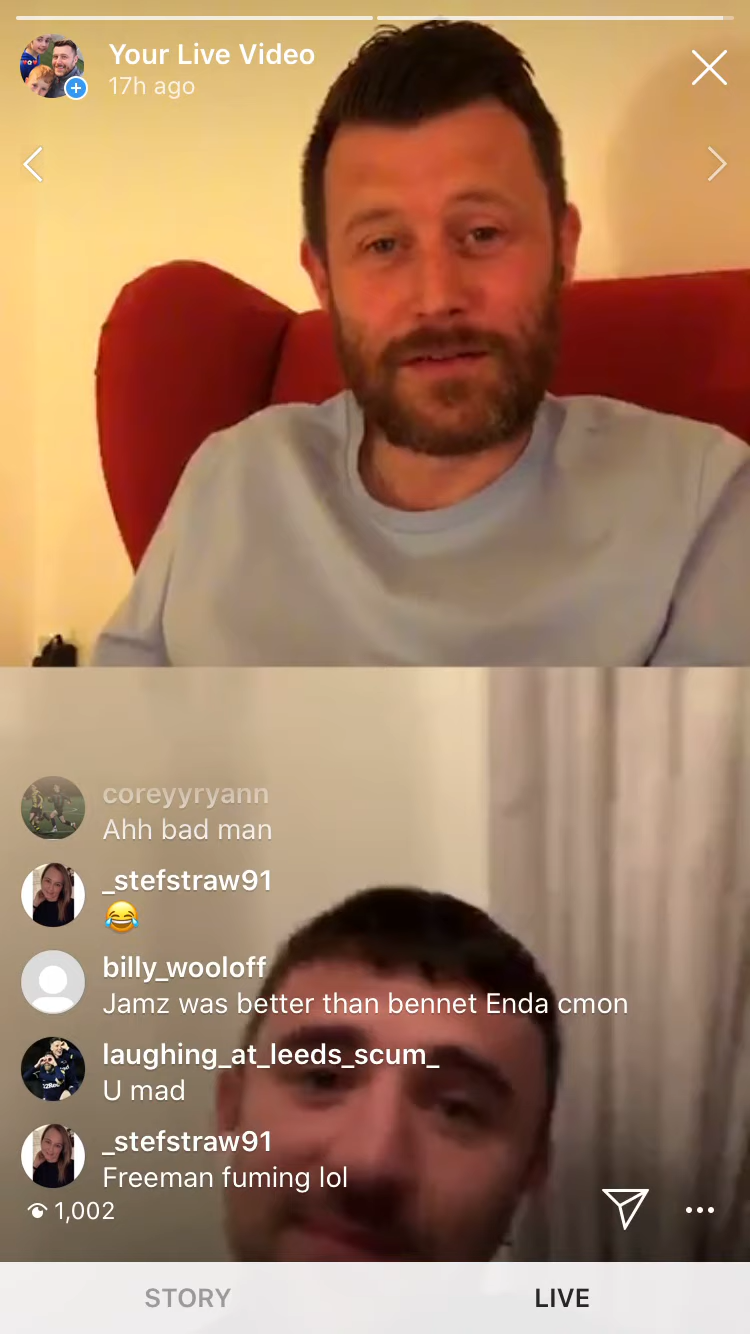 Your Live Video
17h ago
coreyyryann
Ahh bad man
_stefstraw91
😂
billy_wooloff
Jamz was better than bennet Enda cmon
laughing_at_leeds_scum_
U mad
_stefstraw91
Freeman fuming lol
1,002
STORY
LIVE